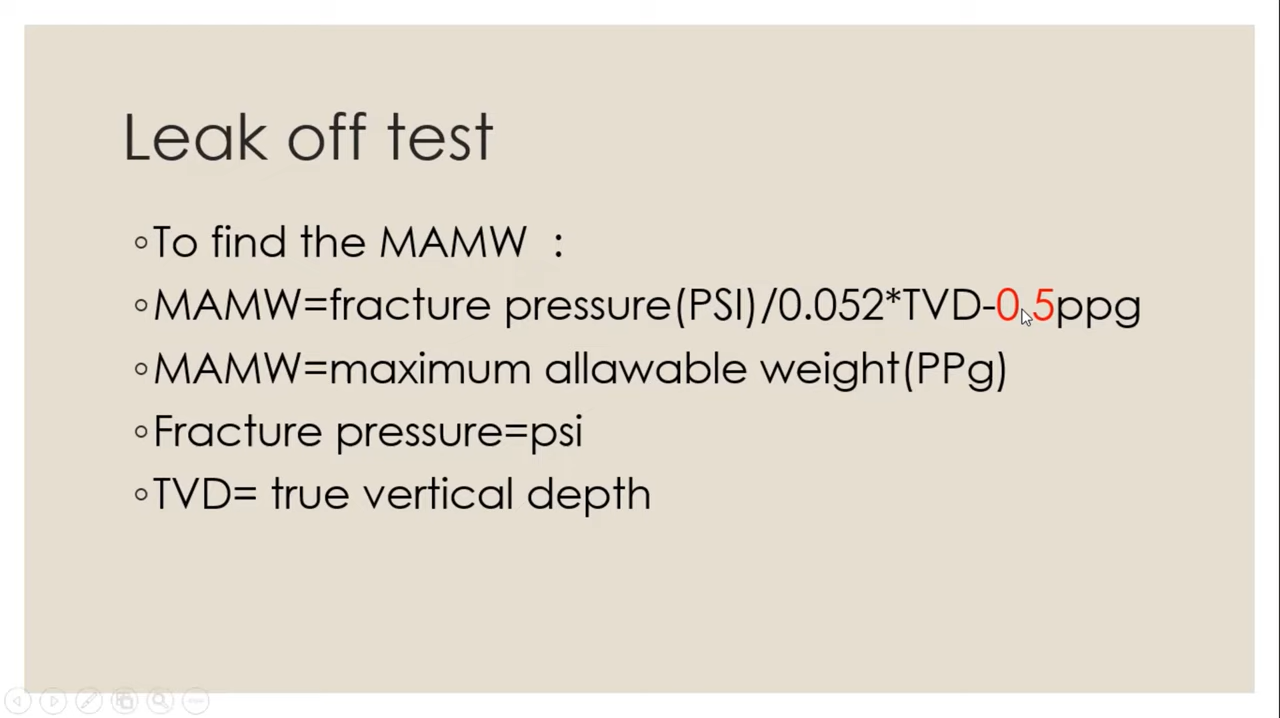 Leak off test
◦To find the MAMW  :
◦MAMW=fracture pressure(PSI)/0.052*TVD-0.5ppg
◦MAMW=maximum allawable weight(PPg)
◦Fracture pressure=psi
◦TVD= true vertical depth